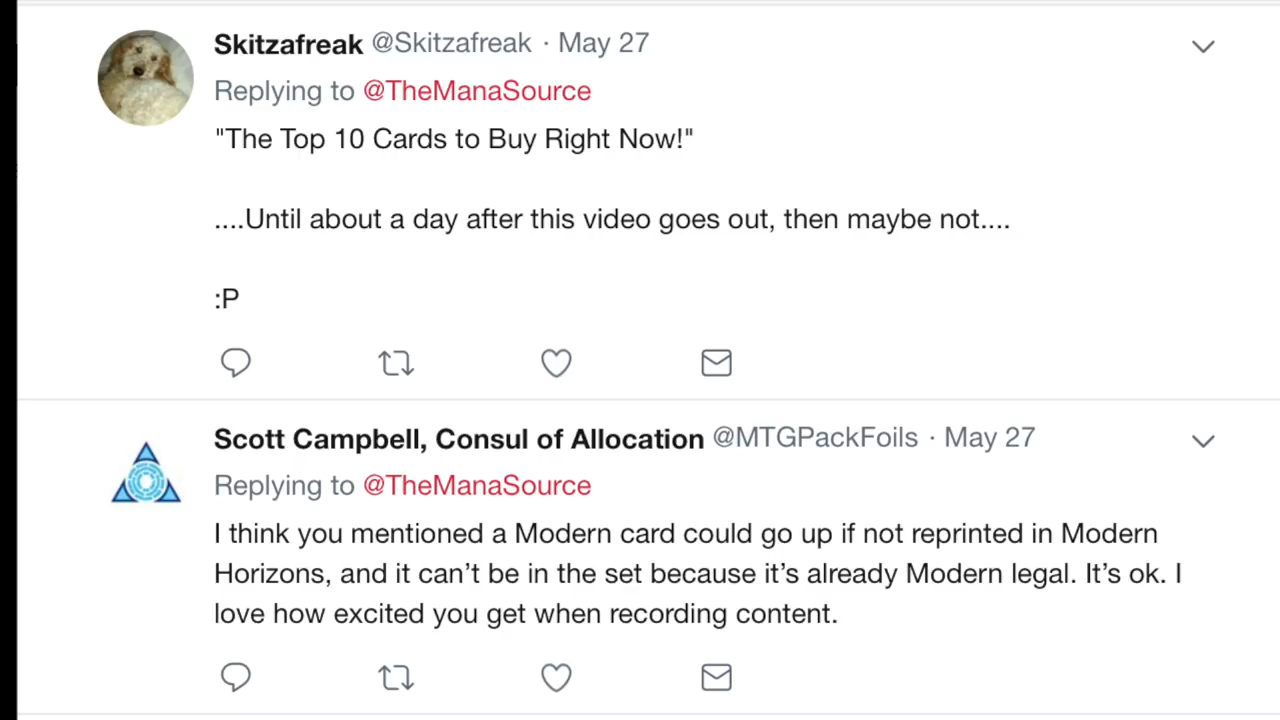 Skitzafreak @Skitzafreak · May 27
Replying to @TheManaSource
"The Top 10 Cards to Buy Right Now!"
....Until about a day after this video goes out, then maybe not....
:P
Scott Campbell, Consul of Allocation @MTGPackFoils · May 27
Replying to @TheManaSource
I think you mentioned a Modern card could go up if not reprinted in Modern
Horizons, and it can’t be in the set because it’s already Modern legal. It’s ok. I
love how excited you get when recording content.